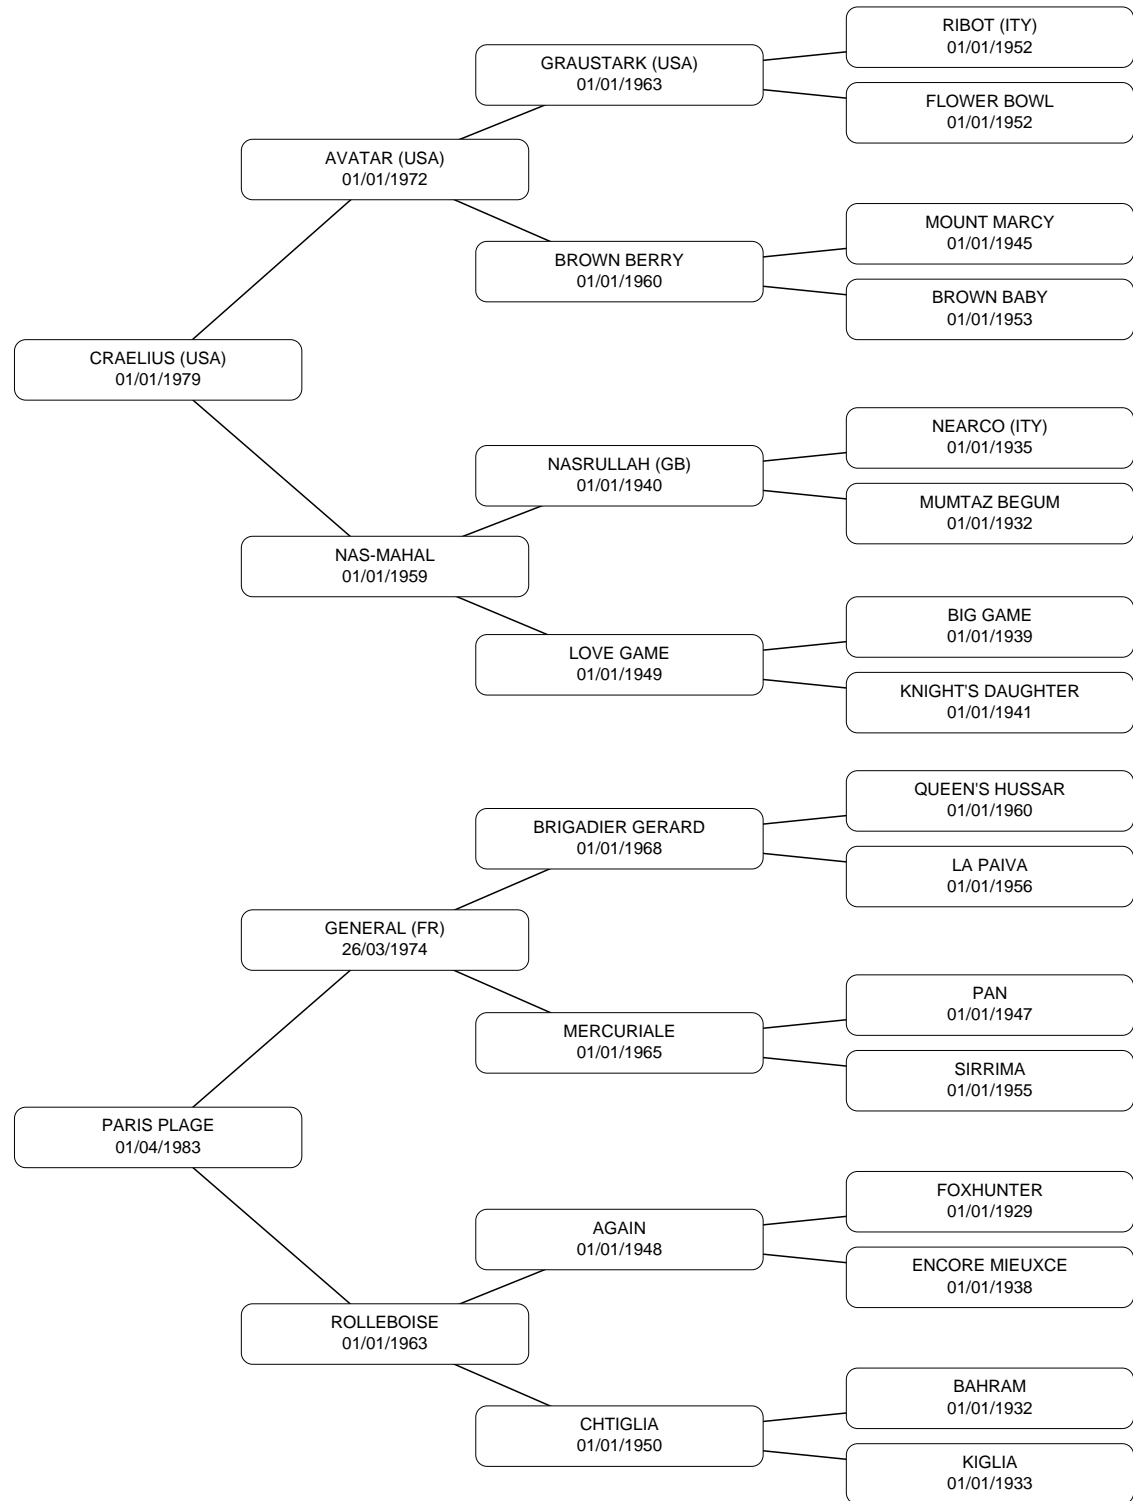 RIBOT (ITY)
01/01/1952
GRAUSTARK (USA)
01/01/1963
FLOWER BOWL
01/01/1952
AVATAR (USA)
01/01/1972
MOUNT MARCY
01/01/1945
BROWN BERRY
01/01/1960
BROWN BABY
01/01/1953
CRAELIUS (USA)
01/01/1979
NEARCO (ITY)
01/01/1935
NASRULLAH (GB)
01/01/1940
MUMTAZ BEGUM
01/01/1932
NAS-MAHAL
01/01/1959
BIG GAME
01/01/1939
LOVE GAME
01/01/1949
KNIGHT'S DAUGHTER
01/01/1941
QUEEN'S HUSSAR
01/01/1960
BRIGADIER GERARD
01/01/1968
LA PAIVA
01/01/1956
GENERAL (FR)
26/03/1974
PAN
01/01/1947
MERCURIALE
01/01/1965
SIRRIMA
01/01/1955
PARIS PLAGE
01/04/1983
FOXHUNTER
01/01/1929
AGAIN
01/01/1948
ENCORE MIEUXCE
01/01/1938
ROLLEBOISE
01/01/1963
BAHRAM
01/01/1932
CHTIGLIA
01/01/1950
KIGLIA
01/01/1933